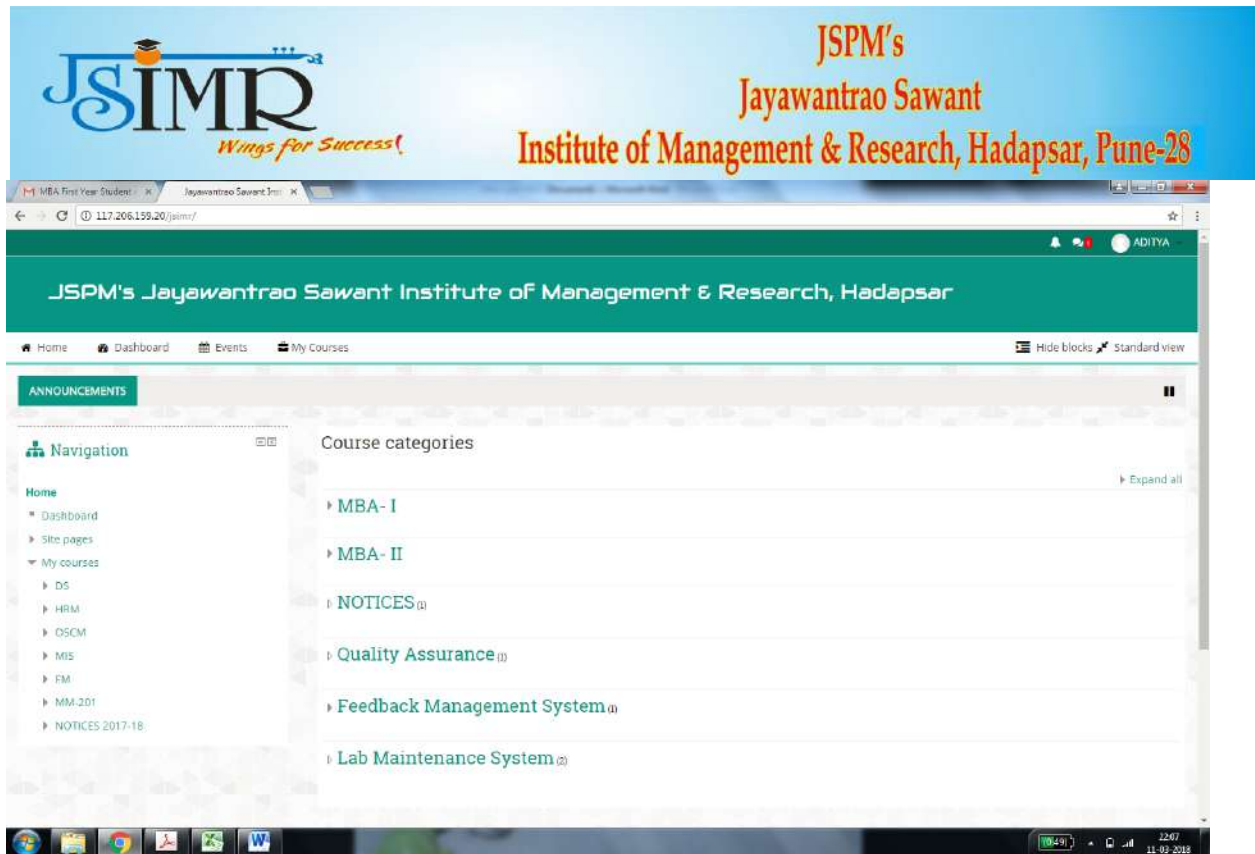 JSIMR
Wings for Success!
JSPM's
Jayawantrao Sawant
Institute of Management & Research, Hadapsar, Pune-28
MBA First Year Student
Jayawantrao Sawant Inst
117.206.159.20/jsimr/
ADITYA
JSPM's Jayawantrao Sawant Institute of Management & Research, Hadapsar
Home Dashboard Events My Courses Hide blocks Standard view
ANNOUNCEMENTS
Navigation
Home
Dashboard
Site pages
My courses
DS
HRM
OSCM
MIS
FM
MM-201
NOTICES 2017-18
Course categories
Expand all
MBA- I
MBA- II
NOTICES (1)
Quality Assurance (1)
Feedback Management System (1)
Lab Maintenance System (2)
22:07
11-03-2018